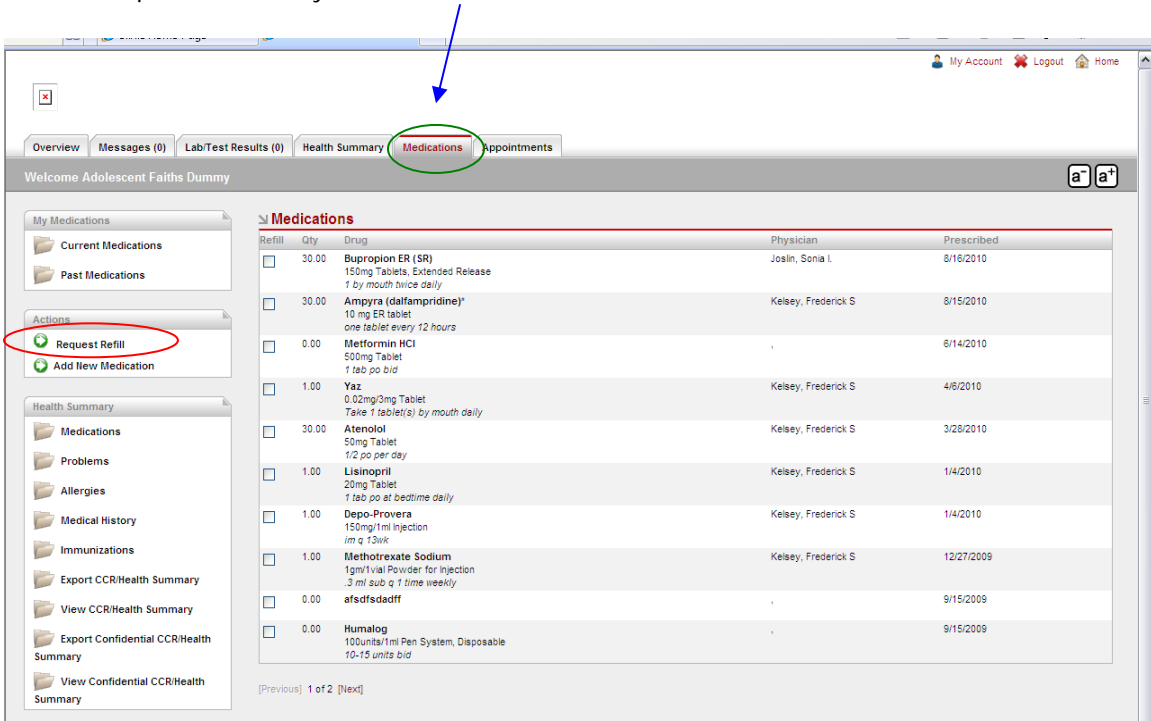 My Account Logout Home
Overview Messages (0) Lab/Test Results (0) Health Summary Medications Appointments
Welcome Adolescent Faiths Dummy
a- a+
My Medications
Current Medications
Past Medications
Actions
Request Refill
Add New Medication
Health Summary
Medications
Problems
Allergies
Medical History
Immunizations
Export CCR/Health Summary
View CCR/Health Summary
Export Confidential CCR/Health
Summary
View Confidential CCR/Health
Summary
Medications
Refill Qty Drug Physician Prescribed
30.00 Bupropion ER (SR) Joslin, Sonia I. 8/16/2010
150mg Tablets, Extended Release
1 by mouth twice daily
30.00 Ampyra (dalfampridine)* Kelsey, Frederick S 8/15/2010
10 mg ER tablet
one tablet every 12 hours
0.00 Metformin HCl , 6/14/2010
500mg Tablet
1 tab po bid
1.00 Yaz Kelsey, Frederick S 4/6/2010
0.02mg/3mg Tablet
Take 1 tablet(s) by mouth daily
30.00 Atenolol Kelsey, Frederick S 3/28/2010
50mg Tablet
1/2 po per day
1.00 Lisinopril Kelsey, Frederick S 1/4/2010
20mg Tablet
1 tab po at bedtime daily
1.00 Depo-Provera Kelsey, Frederick S 1/4/2010
150mg/1ml Injection
im q 13wk
1.00 Methotrexate Sodium Kelsey, Frederick S 12/27/2009
1gm/1vial Powder for Injection
.3 ml sub q 1 time weekly
0.00 afsdfsdadff , 9/15/2009
0.00 Humalog , 9/15/2009
100units/1ml Pen System, Disposable
10-15 units bid
[Previous] 1 of 2 [Next]